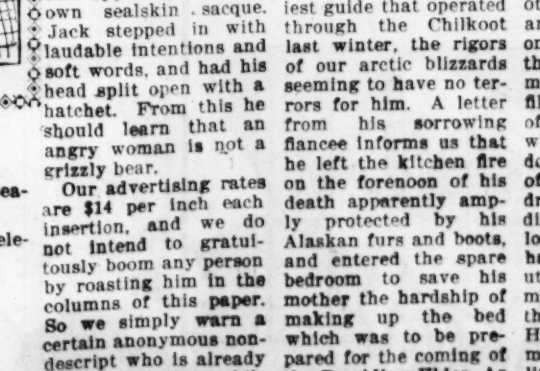 own sealskin sacque.
Jack stepped in with
laudable intentions and
soft words, and had his
head split open with a
hatchet. From this he
should learn that an
angry woman is not a
grizzly bear.
Our advertising rates
are $14 per inch each
insertion, and we do
not intend to gratui-
tously boom any person
by roasting him in the
columns of this paper.
So we simply warn a
certain anonymous non-
descript who is already
iest guide that operated
through the Chilkoot
last winter, the rigors
of our arctic blizzards
seeming to have no ter-
rors for him. A letter
from his sorrowing
fiancee informs us that
he left the kitchen fire
on the forenoon of his
death apparently amp-
ly protected by his
Alaskan furs and boots,
and entered the spare
bedroom to save his
mother the hardship of
making up the bed
which was to be pre-
pared for the coming of